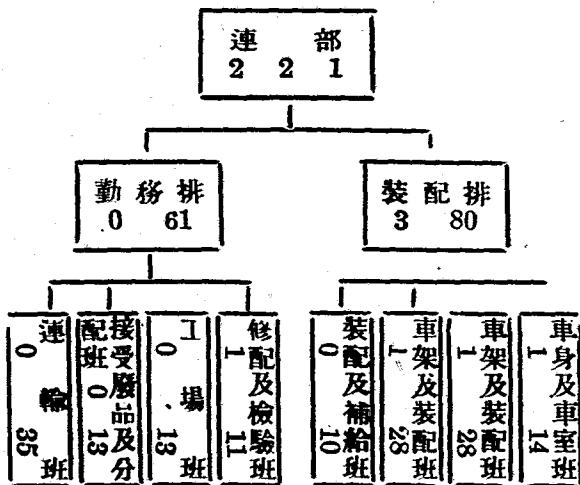 連部
2 2 1
勤務排
0 61
裝配排
3 80
連輸班
0 35
接受廢品及分
配班 0 13
工場班
0 13
修配及檢驗班
1 11
裝配及補給班
0 10
車架及裝配班
1 28
車架及裝配班
1 28
車身及車室班
1 14